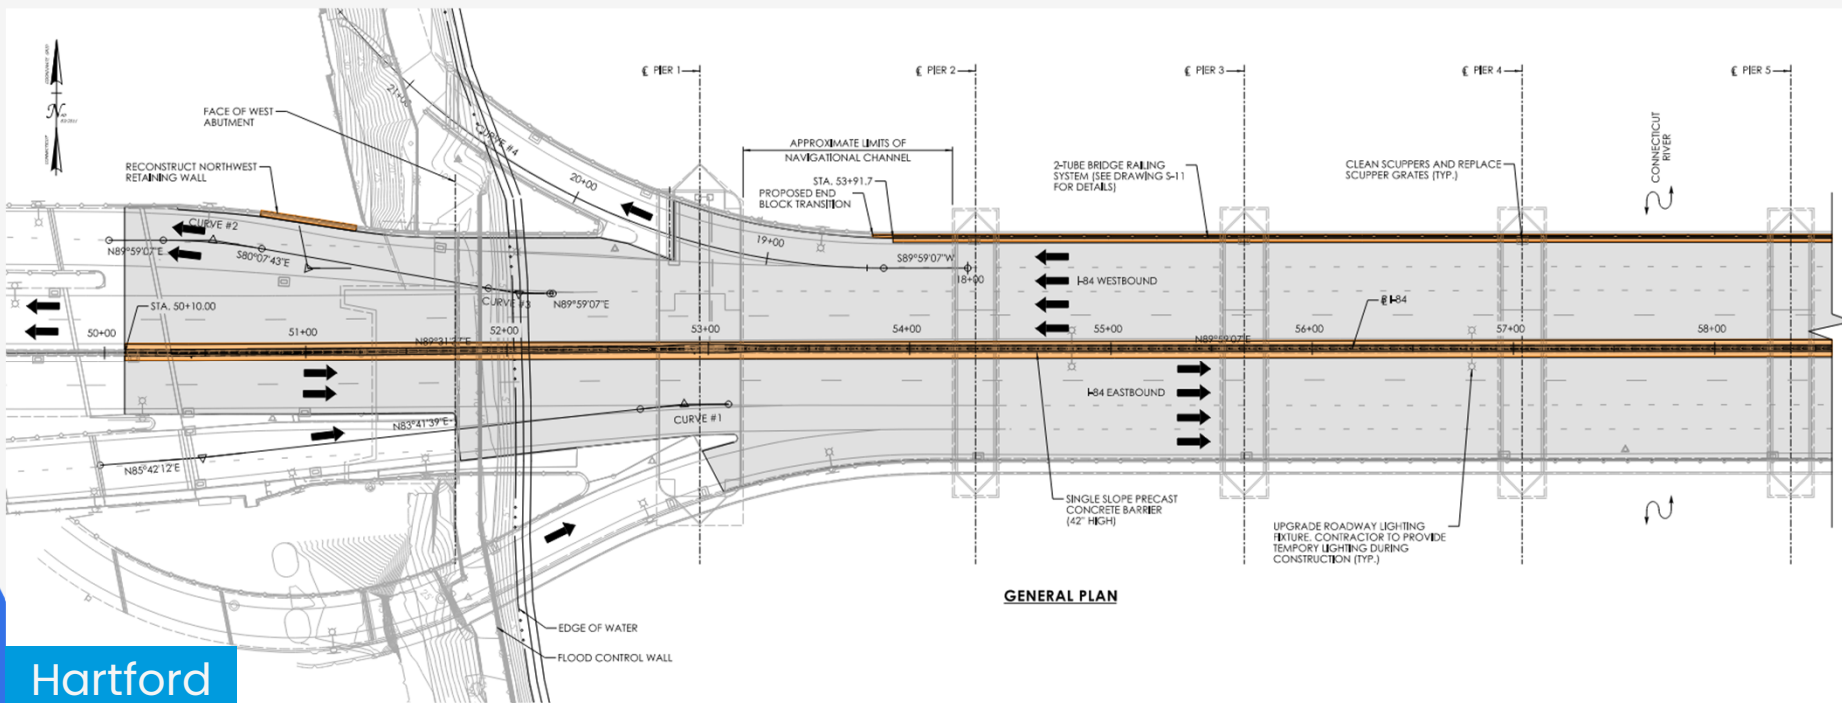 ℄ PIER 1
℄ PIER 2
℄ PIER 3
℄ PIER 4
℄ PIER 5
N
FACE OF WEST
ABUTMENT
RECONSTRUCT NORTHWEST
RETAINING WALL
21+00
CURVE #4
20+00
19+00
18+00
APPROXIMATE LIMITS OF
NAVIGATIONAL CHANNEL
STA. 53+91.7
PROPOSED END
BLOCK TRANSITION
2-TUBE BRIDGE RAILING
SYSTEM (SEE DRAWING S-11
FOR DETAILS)
CLEAN SCUPPERS AND REPLACE
SCUPPER GRATES (TYP.)
CONNECTICUT
RIVER
CURVE #2
N89°59'07"E
S80°07'43"E
CURVE #3
N89°59'07"E
S89°59'07"W
I-84 WESTBOUND
℄ I-84
STA. 50+10.00
50+00
51+00
52+00
53+00
54+00
55+00
56+00
57+00
58+00
N89°59'07"E
I-84 EASTBOUND
N83°41'39"E
CURVE #1
N85°42'12"E
SINGLE SLOPE PRECAST
CONCRETE BARRIER
(42" HIGH)
UPGRADE ROADWAY LIGHTING
FIXTURE. CONTRACTOR TO PROVIDE
TEMPORY LIGHTING DURING
CONSTRUCTION (TYP.)
GENERAL PLAN
EDGE OF WATER
FLOOD CONTROL WALL
Hartford